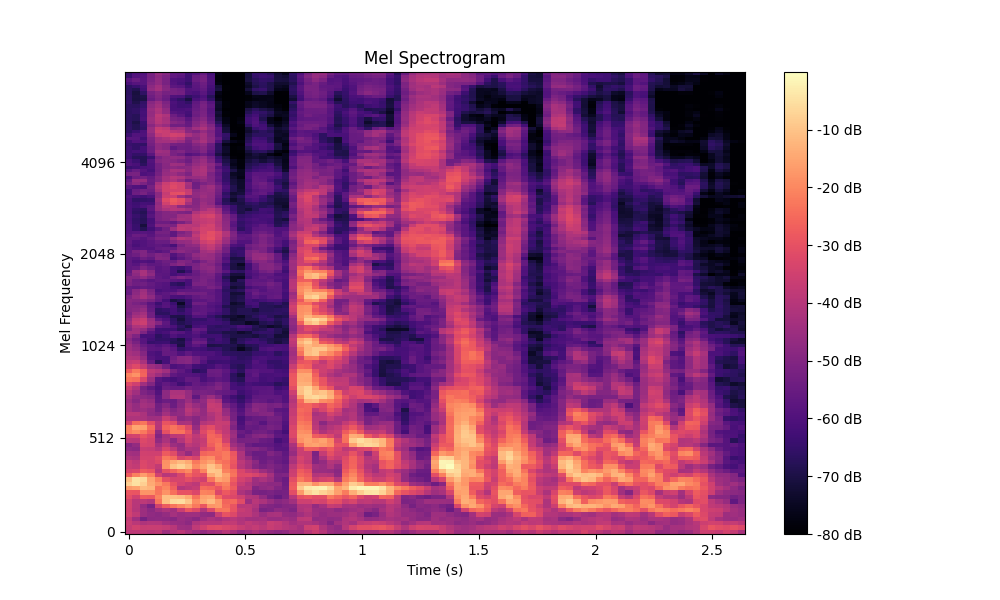 Mel Spectrogram
Mel Frequency
4096
2048
1024
512
0
0
0.5
1
1.5
2
2.5
Time (s)
-10 dB
-20 dB
-30 dB
-40 dB
-50 dB
-60 dB
-70 dB
-80 dB